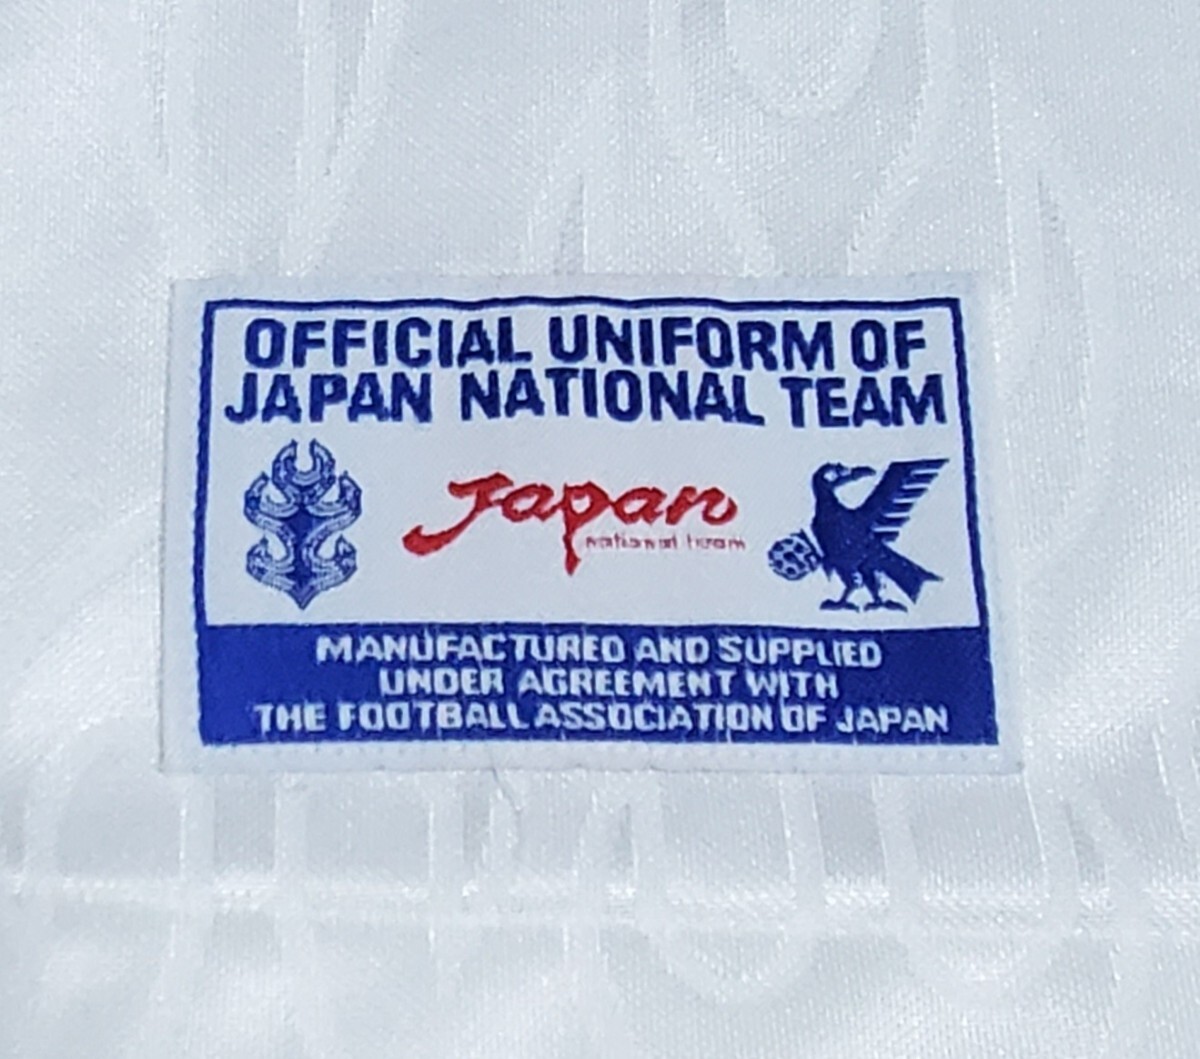 OFFICIAL UNIFORM OF
JAPAN NATIONAL TEAM
Japan
national team
MANUFACTURED AND SUPPLIED
UNDER AGREEMENT WITH
THE FOOTBALL ASSOCIATION OF JAPAN